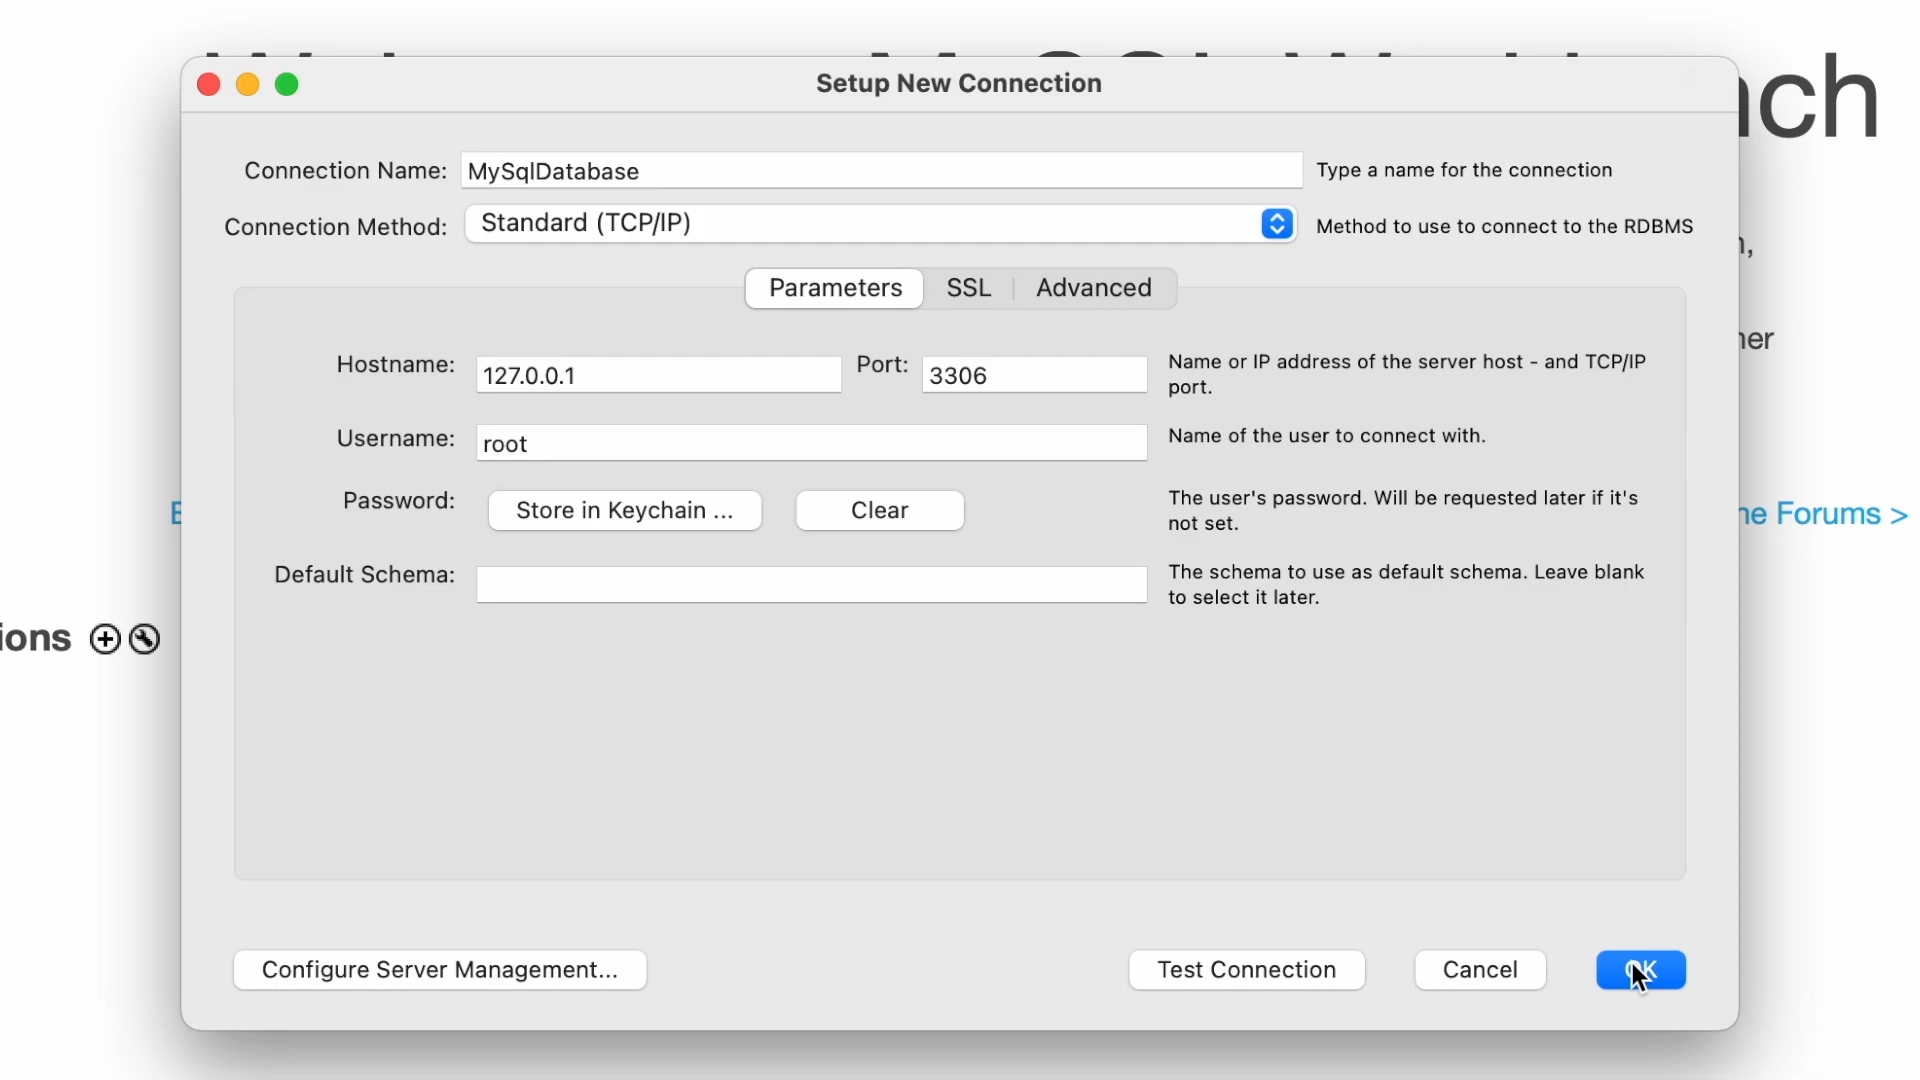 Setup New Connection
ch
Connection Name: MySqlDatabase Type a name for the connection
Connection Method: Standard (TCP/IP) Method to use to connect to the RDBMS
Parameters SSL Advanced
Hostname: 127.0.0.1 Port: 3306 Name or IP address of the server host - and TCP/IP
port.
Username: root Name of the user to connect with.
Password: Store in Keychain ... Clear The user's password. Will be requested later if it's
not set.
Forums >
Default Schema: The schema to use as default schema. Leave blank
to select it later.
ions
Configure Server Management... Test Connection Cancel OK